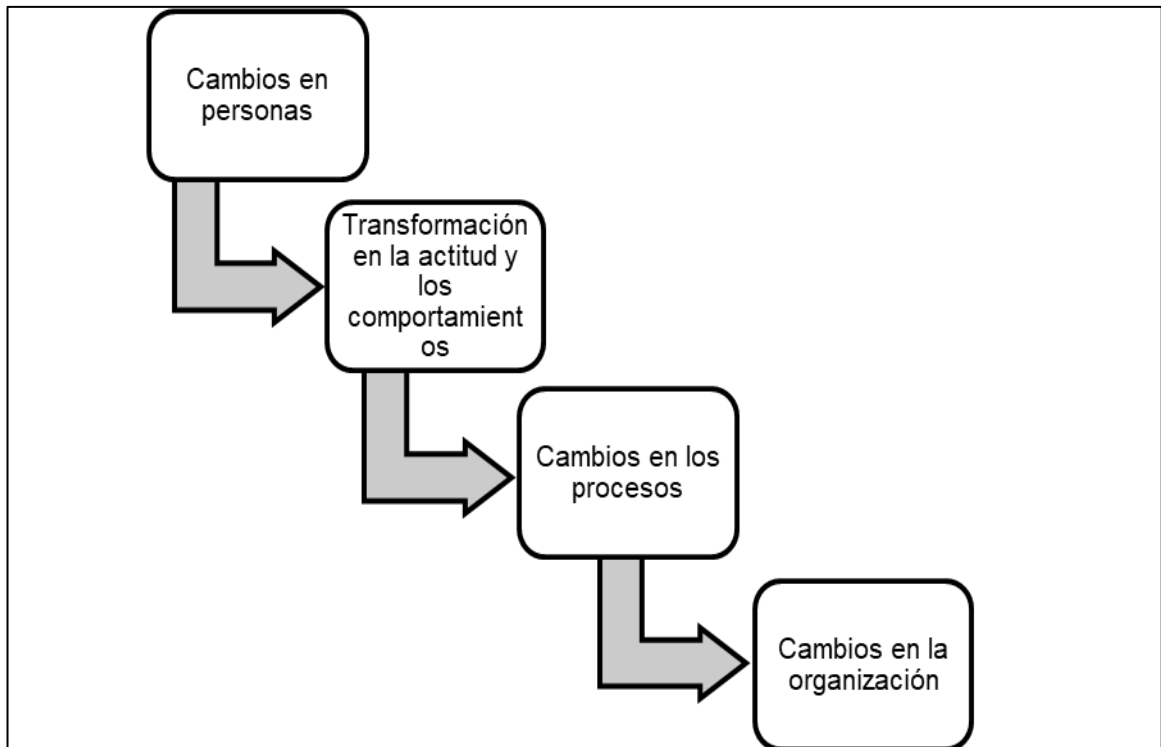 Cambios en
personas
Transformación
en la actitud y
los
comportamient
os
Cambios en los
procesos
Cambios en la
organización